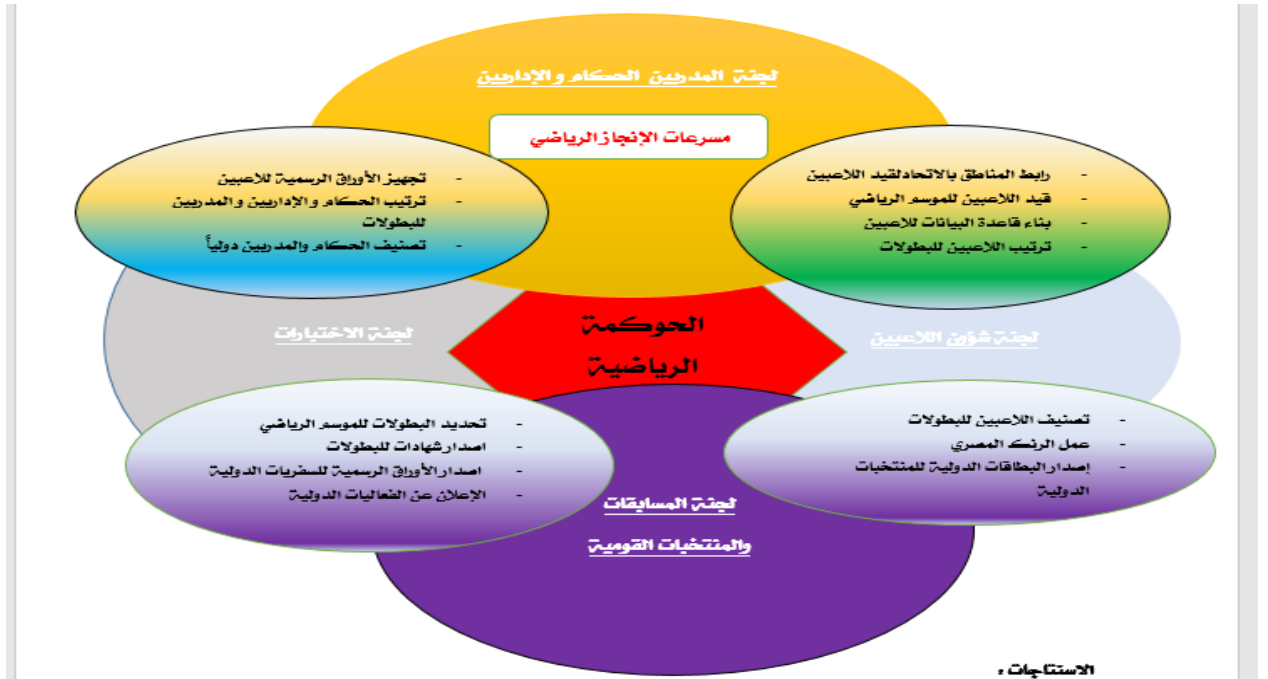 لجنة المدربين الحكام والإداريين
مسرعات الإنجاز الرياضي
- رابط المناطق بالاتحادلقيد اللاعبين
- قيد اللاعبين للموسم الرياضي
- بناء قاعدة البيانات للاعبين
- ترتيب اللاعبين للبطولات
- تجهيز الأوراق الرسمية للاعبين
- ترتيب الحكام والإداريين والمدربين
للبطولات
- تصنيف الحكام والمدربين دولياً
لجنة شؤون اللاعبين
الحوكمة
الرياضية
لجنة الاختبارات
- تصنيف اللاعبين للبطولات
- عمل الرنك المصري
- إصدار البطاقات الدولية للمنتخبات
الدولية
- تحديد البطولات للموسم الرياضي
- اصدارشهادات للبطولات
- اصدار الأوراق الرسمية للسفريات الدولية
- الإعلان عن الفعاليات الدولية
لجنة المسابقات
والمنتخبات القومية
الاستنتاجات :